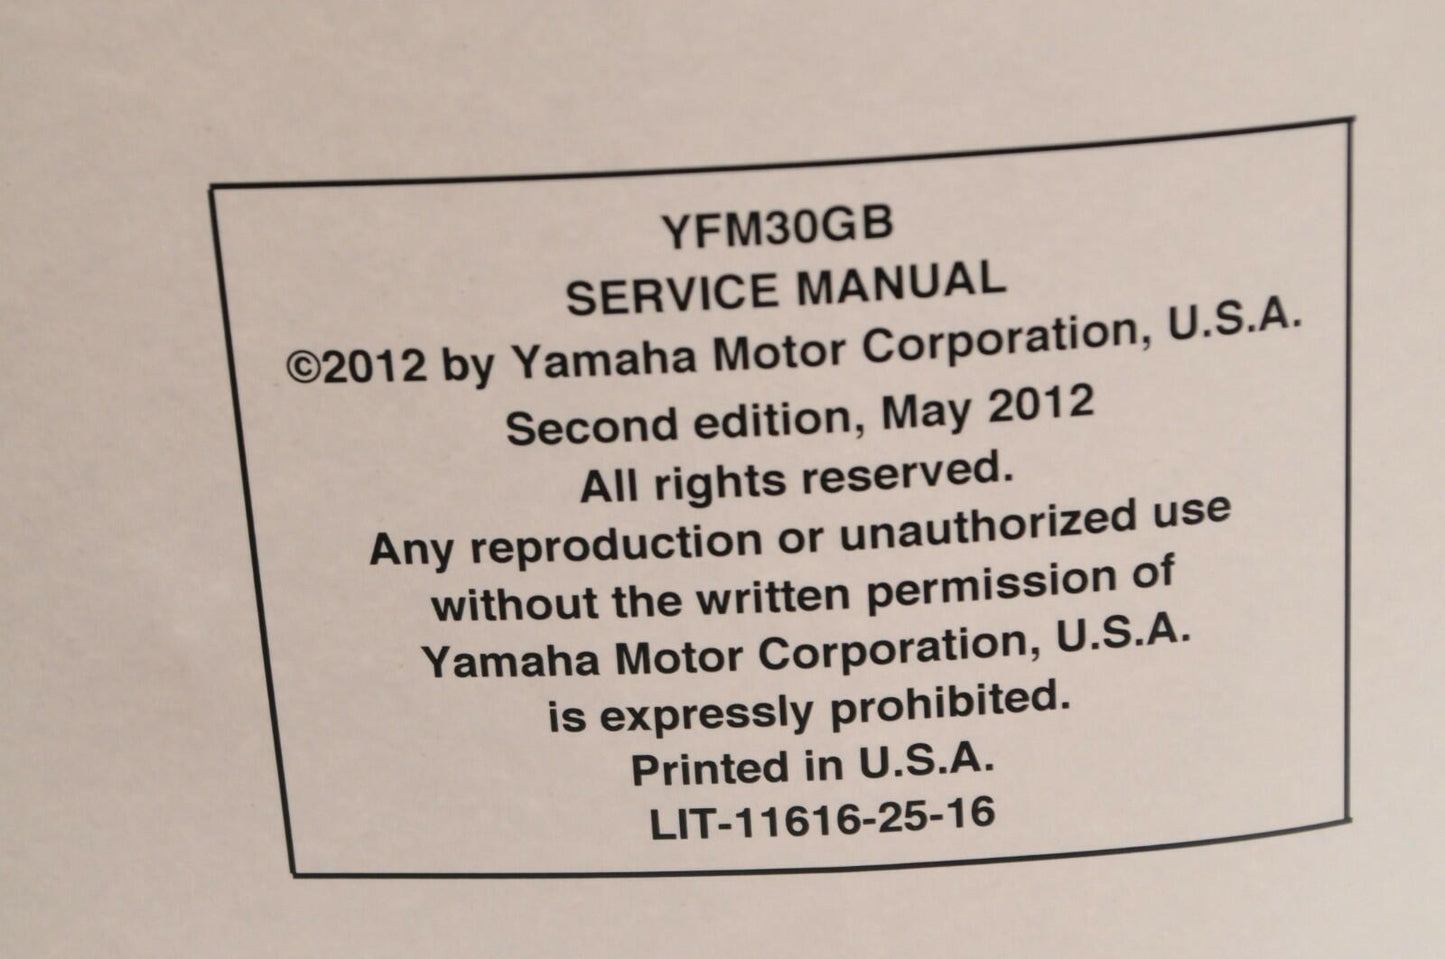 YFM30GB
SERVICE MANUAL
©2012 by Yamaha Motor Corporation, U.S.A.
Second edition, May 2012
All rights reserved.
Any reproduction or unauthorized use
without the written permission of
Yamaha Motor Corporation, U.S.A.
is expressly prohibited.
Printed in U.S.A.
LIT-11616-25-16